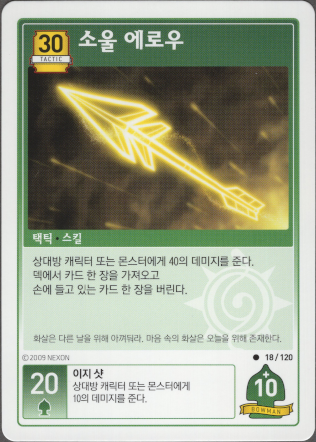 30
TACTIC
소울 에로우
택틱·스킬
상대방 캐릭터 또는 몬스터에게 40의 데미지를 준다.
덱에서 카드 한 장을 가져오고
손에 들고 있는 카드 한 장을 버린다.
화살은 다른 날을 위해 아껴둬라, 마음 속의 화살은 오늘을 위해 존재한다.
©2009 NEXON
18/120
20
이지 샷
상대방 캐릭터 또는 몬스터에게
10의 데미지를 준다.
+
10
BOWMAN